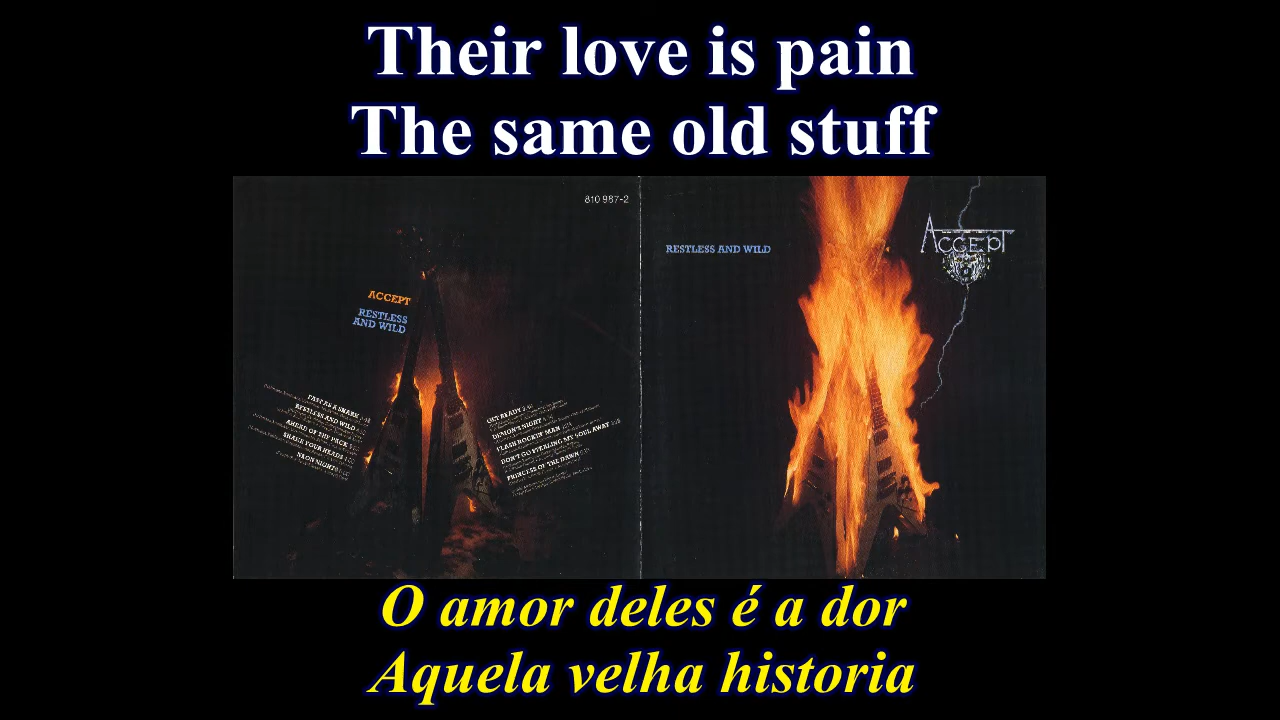 Their love is pain
The same old stuff
810 987-2
RESTLESS AND WILD
ACCEPT
ACCEPT
RESTLESS
AND WILD
FAST AS A SHARK
RESTLESS AND WILD
AHEAD OF THE PACK
SHAKE YOUR HEADS
NEON NIGHTS
GET READY
DEMON'S NIGHT
FLASH ROCKIN' MAN
DON'T GO STEALING MY SOUL AWAY
PRINCESS OF THE DAWN
O amor deles é a dor
Aquela velha historia